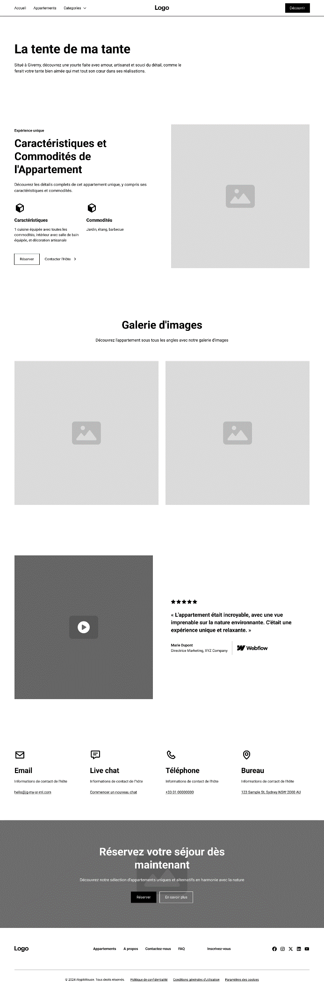 Accueil Appartements Categories Logo Découvrir
La tente de ma tante
Situé à Giverny, découvrez une yourte faite avec amour, artisanat et souci du détail, comme le
ferait votre tante bien aimée qui met tout son cœur dans ses réalisations.
Expérience unique
Caractéristiques et
Commodités de
l'Appartement
Découvrez les détails complets de cet appartement unique, y compris ses
caractéristiques et commodités.
Caractéristiques
1 cuisine équipée avec toutes les
commodités, intérieur avec salle de bain
équipée, et décoration artisanale
Commodités
Jardin, étang, barbecue
Réserver Contacter l'Hôte
Galerie d'images
Découvrez l'appartement sous tous les angles avec notre galerie d'images
« L'appartement était incroyable, avec une vue
imprenable sur la nature environnante. C'était une
expérience unique et relaxante. »
Marie Dupont
Directrice Marketing, XYZ Company
Webflow
Email
Informations de contact de l'hôte
hello@jg-my-sr-ml.com
Live chat
Informations de contact de l'hôte
Commencer un nouveau chat
Téléphone
Informations de contact de l'hôte
+33 01 00000000
Bureau
Informations de contact de l'hôte
123 Sample St, Sydney NSW 2000 AU
Réservez votre séjour dès
maintenant
Découvrez notre sélection d'appartements uniques et alternatifs en harmonie avec la nature
Réserver En savoir plus
Logo Appartements A propos Contactez-nous FAQ Inscrivez-vous
© 2024 AtypikHouse. Tous droits réservés. Politique de confidentialité Conditions générales d'utilisation Paramètres des cookies